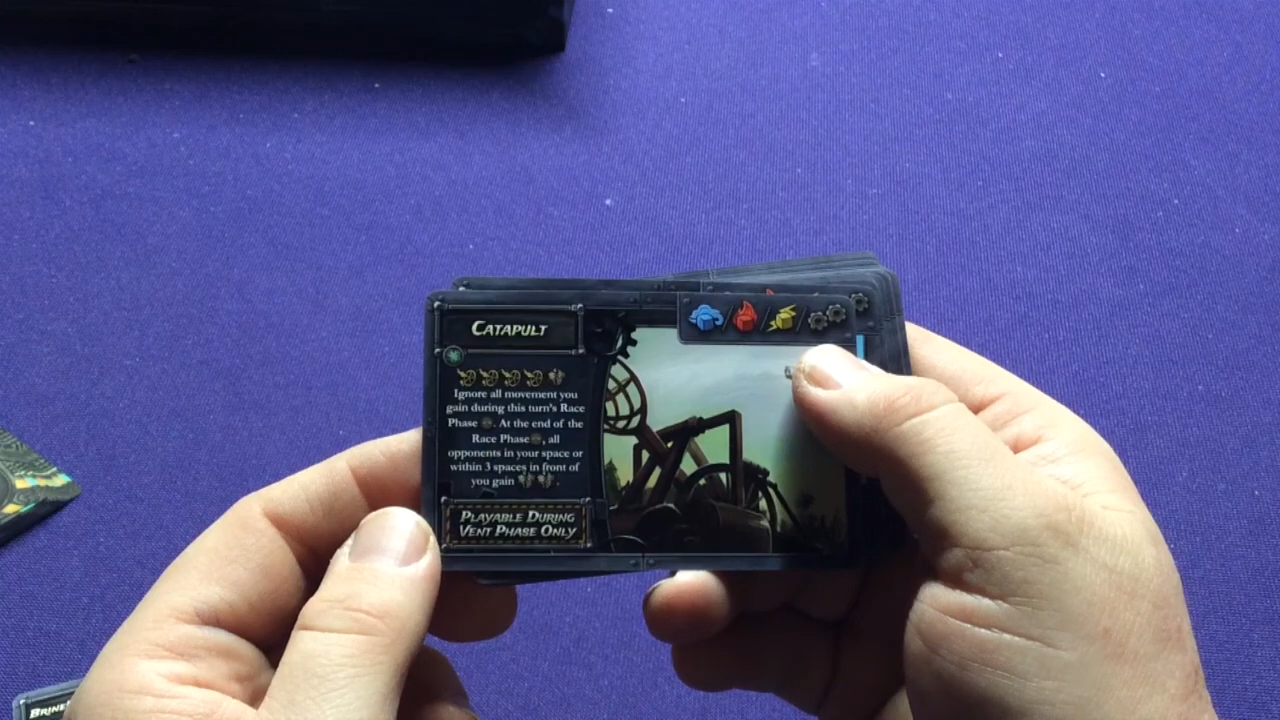 Catapult
Ignore all movement you
gain during this turn's Race
Phase . At the end of the
Race Phase , all
opponents in your space or
within 3 spaces in front of
you gain .
Playable During
Vent Phase Only
Brine